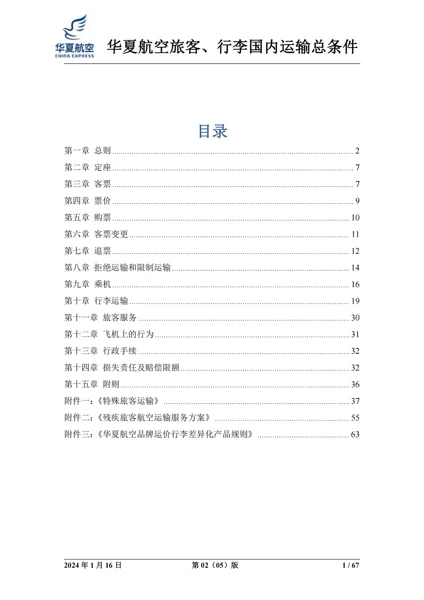 华夏航空
CHINA EXPRESS
华夏航空旅客、行李国内运输总条件
目录
第一章 总则 2
第二章 定座 7
第三章 客票 7
第四章 票价 9
第五章 购票 10
第六章 客票变更 11
第七章 退票 12
第八章 拒绝运输和限制运输 14
第九章 乘机 16
第十章 行李运输 19
第十一章 旅客服务 30
第十二章 飞机上的行为 31
第十三章 行政手续 32
第十四章 损失责任及赔偿限额 32
第十五章 附则 36
附件一：《特殊旅客运输》 37
附件二：《残疾旅客航空运输服务方案》 55
附件三：《华夏航空品牌运价行李差异化产品规则》 63
2024 年 1 月 16 日 第 02（05）版 1 / 67